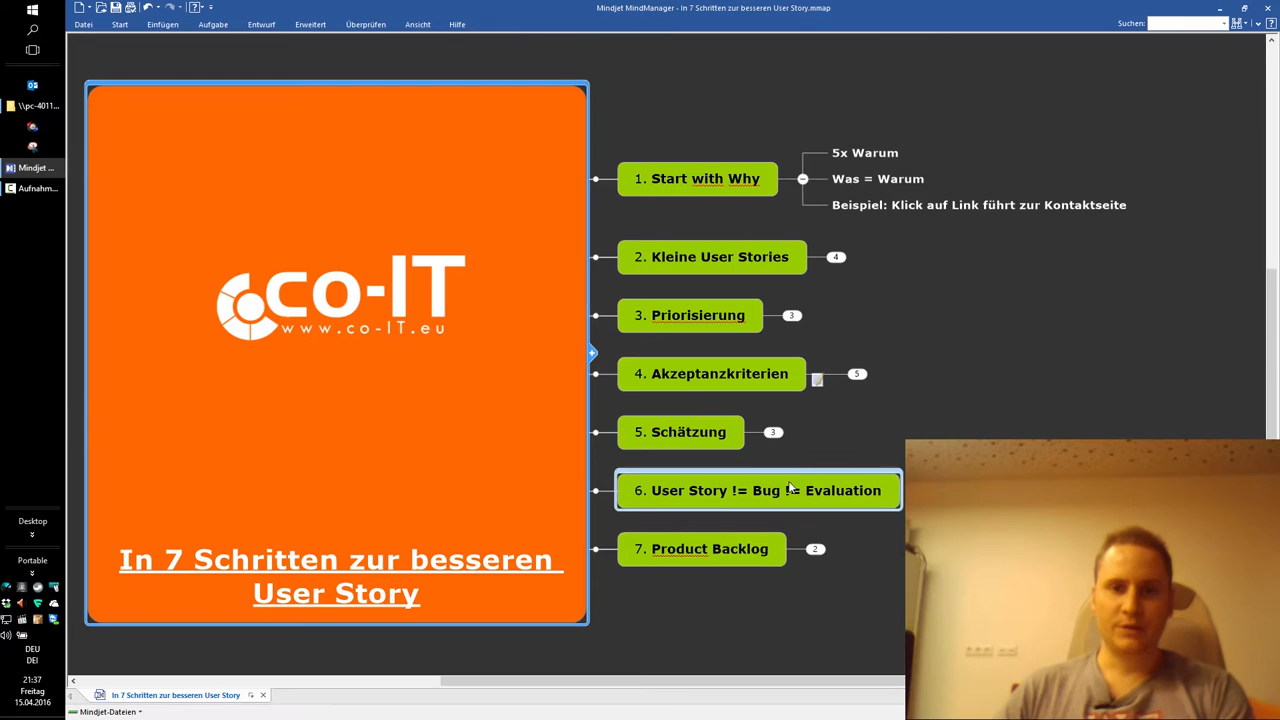 Mindjet MindManager - In 7 Schritten zur besseren User Story.mmap
Datei Start Einfügen Aufgabe Entwurf Erweitert Überprüfen Ansicht Hilfe
Suchen:
\\pc-4011...
Mindjet ...
Aufnahm...
co-IT
www.co-IT.eu
In 7 Schritten zur besseren
User Story
1. Start with Why
5x Warum
Was = Warum
Beispiel: Klick auf Link führt zur Kontaktseite
2. Kleine User Stories
4
3. Priorisierung
3
4. Akzeptanzkriterien
5
5. Schätzung
3
6. User Story != Bug != Evaluation
7. Product Backlog
2
Desktop
Portable
DEU
DEI
21:37
Freitag
15.04.2016
In 7 Schritten zur besseren User Story
Mindjet-Dateien